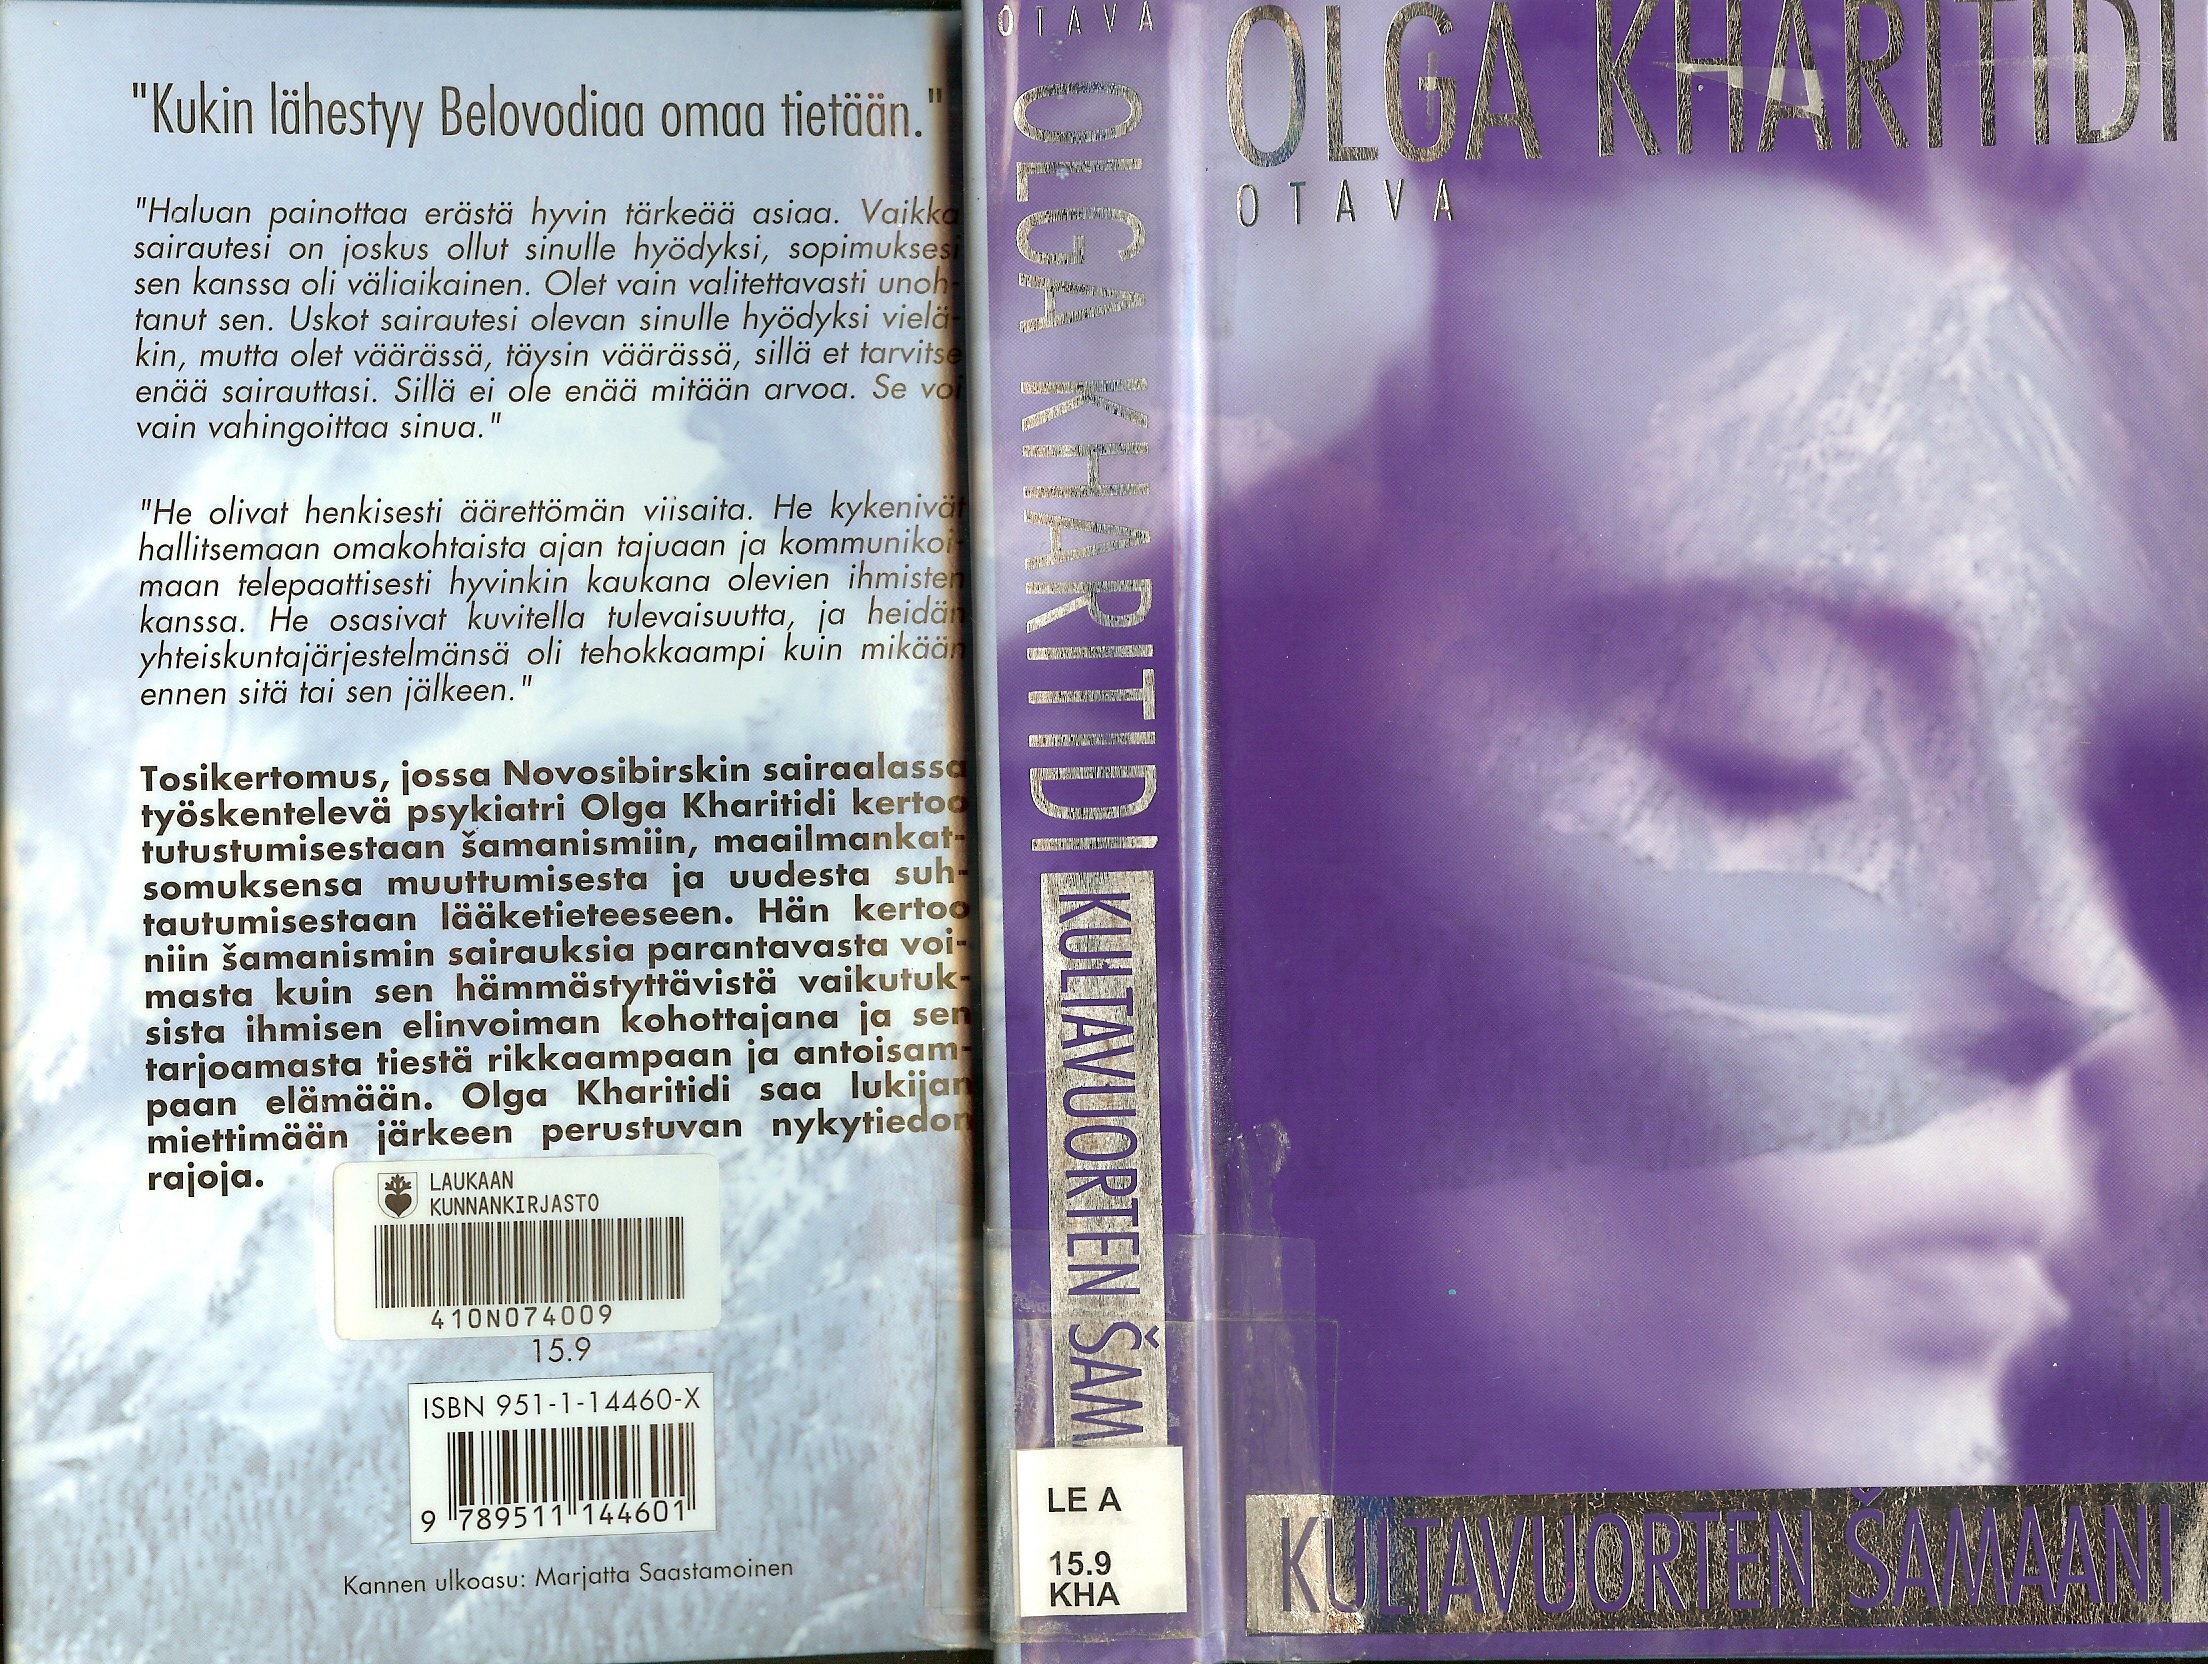 "Kukin lähestyy Belovodiaa omaa tietään."
"Haluan painottaa erästä hyvin tärkeää asiaa. Vaikka
sairautesi on joskus ollut sinulle hyödyksi, sopimuksesi
sen kanssa oli väliaikainen. Olet vain valitettavasti unoh-
tanut sen. Uskot sairautesi olevan sinulle hyödyksi vielä-
kin, mutta olet väärässä, täysin väärässä, sillä et tarvitse
enää sairauttasi. Sillä ei ole enää mitään arvoa. Se voi
vain vahingoittaa sinua."
"He olivat henkisesti äärettömän viisaita. He kykenivät
hallitsemaan omakohtaista ajan tajuaan ja kommunikoi-
maan telepaattisesti hyvinkin kaukana olevien ihmisten
kanssa. He osasivat kuvitella tulevaisuutta, ja heidän
yhteiskuntajärjestelmänsä oli tehokkaampi kuin mikään
ennen sitä tai sen jälkeen."
Tosikertomus, jossa Novosibirskin sairaalassa
työskentelevä psykiatri Olga Kharitidi kertoo
tutustumisestaan šamanismiin, maailmankat-
somuksensa muuttumisesta ja uudesta suh-
tautumisestaan lääketieteeseen. Hän kertoo
niin šamanismin sairauksia parantavasta voi-
masta kuin sen hämmästyttävistä vaikutuk-
sista ihmisen elinvoiman kohottajana ja sen
tarjoamasta tiestä rikkaampaan ja antoisam-
paan elämään. Olga Kharitidi saa lukijan
miettimään järkeen perustuvan nykytiedon
rajoja.
LAUKAAN
KUNNANKIRJASTO
410N074009
15.9
ISBN 951-1-14460-X
9 789511 144601
Kannen ulkoasu: Marjatta Saastamoinen
OTAVA
OLGA KHARITIDI
KULTAVUORTEN ŠAM
LE A
15.9
KHA
OLGA KHARITIDI
OTAVA
KULTAVUORTEN ŠAMAANI